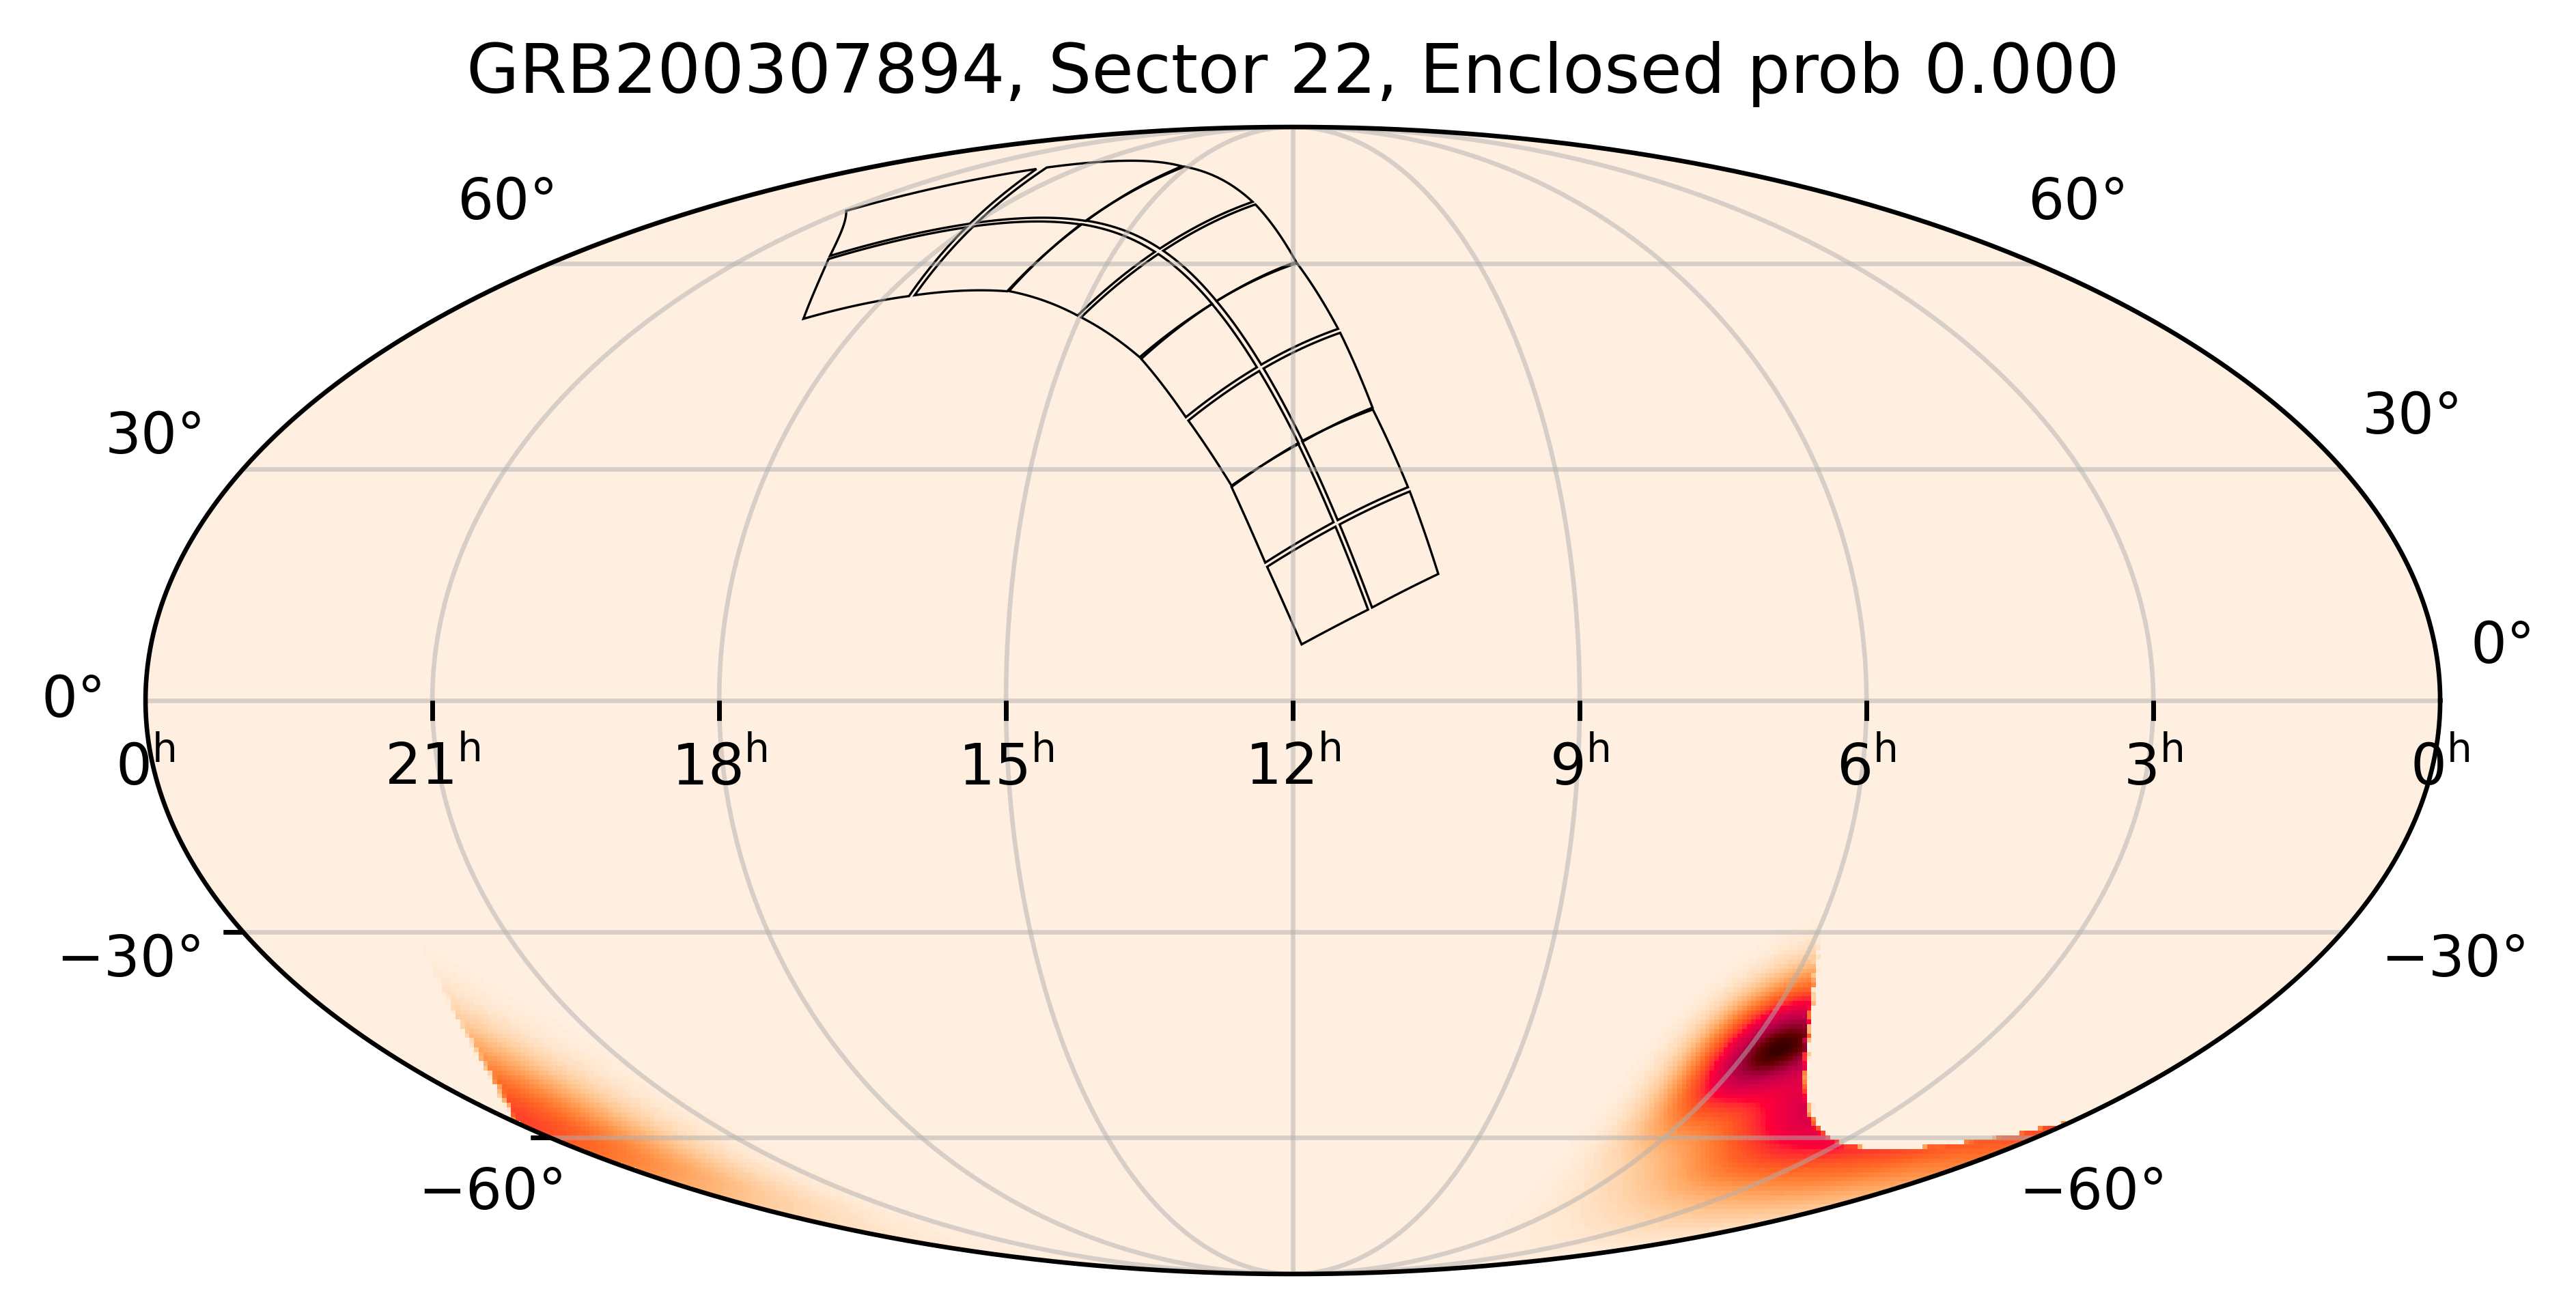 GRB200307894, Sector 22, Enclosed prob 0.000
60° 60°
30° 30°
0° 0°
0h 21h 18h 15h 12h 9h 6h 3h 0h
−30° −30°
−60° −60°